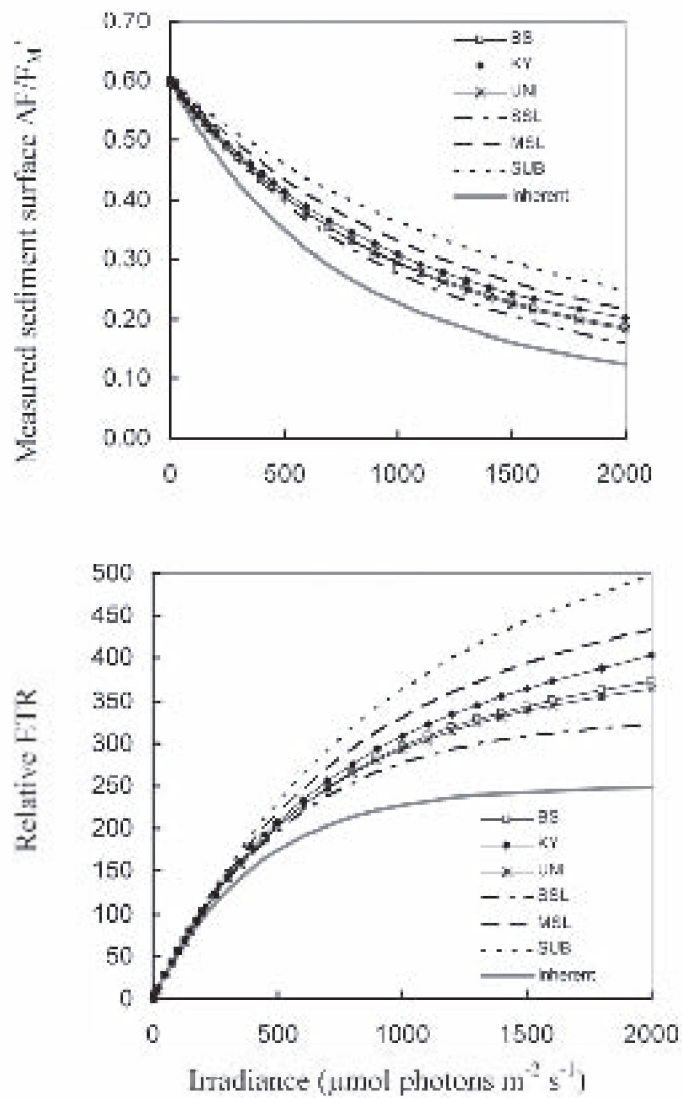 Measured sediment surface ΔF/F_M'
0.70
0.60
0.50
0.40
0.30
0.20
0.10
0.00
0 500 1000 1500 2000
BS
KY
UNI
SSL
MSL
SUB
Inherent
Relative ETR
500
450
400
350
300
250
200
150
100
50
0
0 500 1000 1500 2000
BS
KY
UNI
SSL
MSL
SUB
Inherent
Irradiance (μmol photons m⁻² s⁻¹)